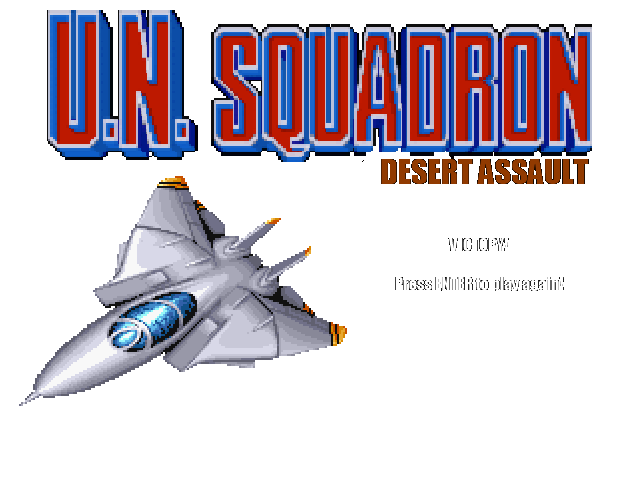 U.N. SQUADRON
DESERT ASSAULT
VICTORY!
Press ENTER to play again!